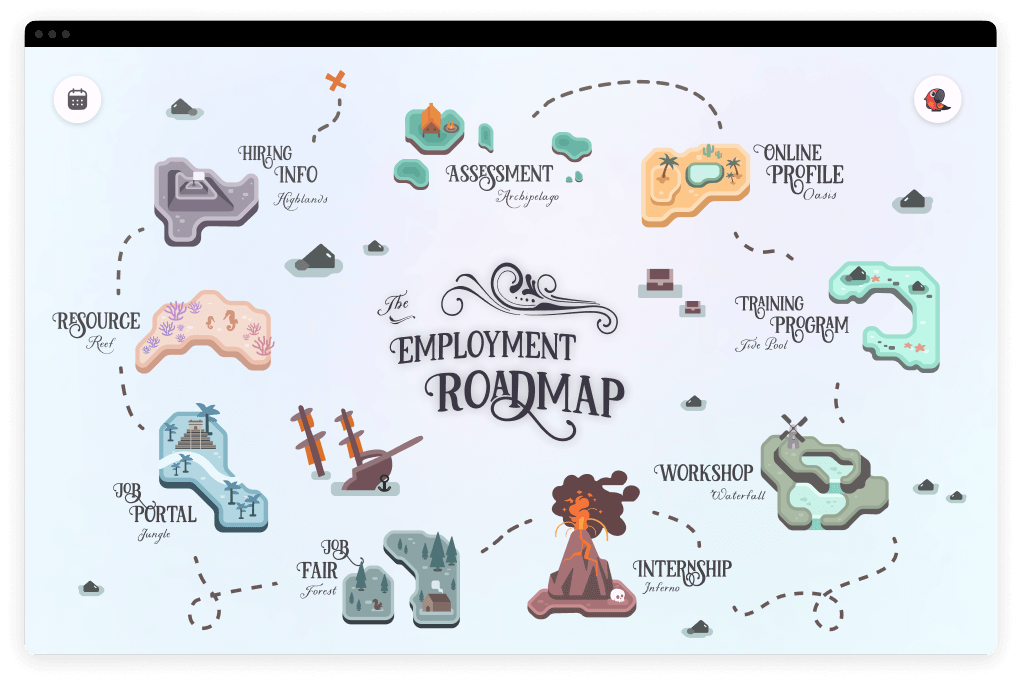 HIRING
INFO
Highlands
ASSESSMENT
Archipelago
ONLINE
PROFILE
Oasis
RESOURCE
Reef
The
EMPLOYMENT
ROADMAP
TRAINING
PROGRAM
Tide Pool
JOB
PORTAL
Jungle
WORKSHOP
Waterfall
JOB
FAIR
Forest
INTERNSHIP
Inferno